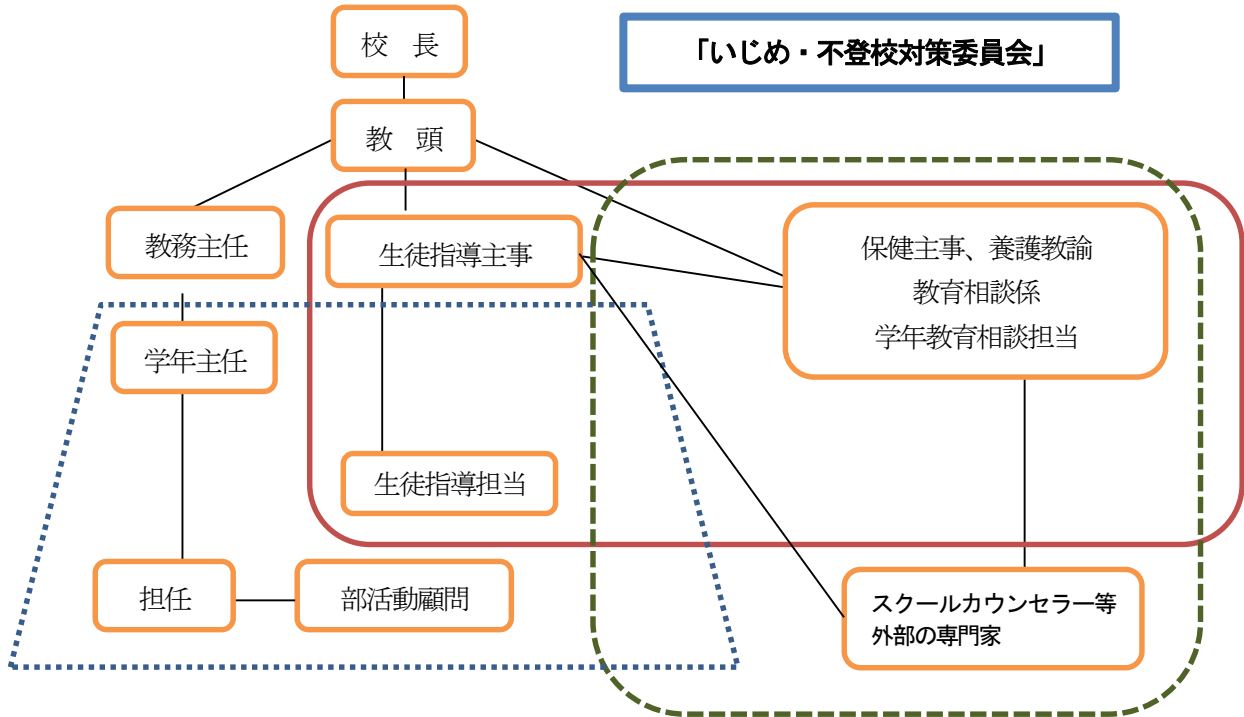 校　長
「いじめ・不登校対策委員会」
教　頭
教務主任
生徒指導主事
保健主事、養護教諭
教育相談係
学年教育相談担当
学年主任
生徒指導担当
担任
部活動顧問
スクールカウンセラー等
外部の専門家